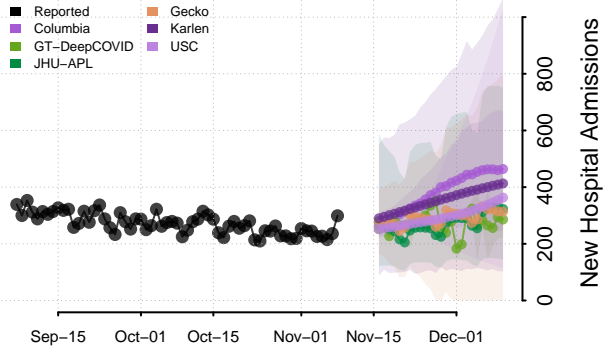 Reported
Columbia
GT−DeepCOVID
JHU−APL
Gecko
Karlen
USC
800
600
400
200
0
New Hospital Admissions
Sep−15 Oct−01 Oct−15 Nov−01 Nov−15 Dec−01